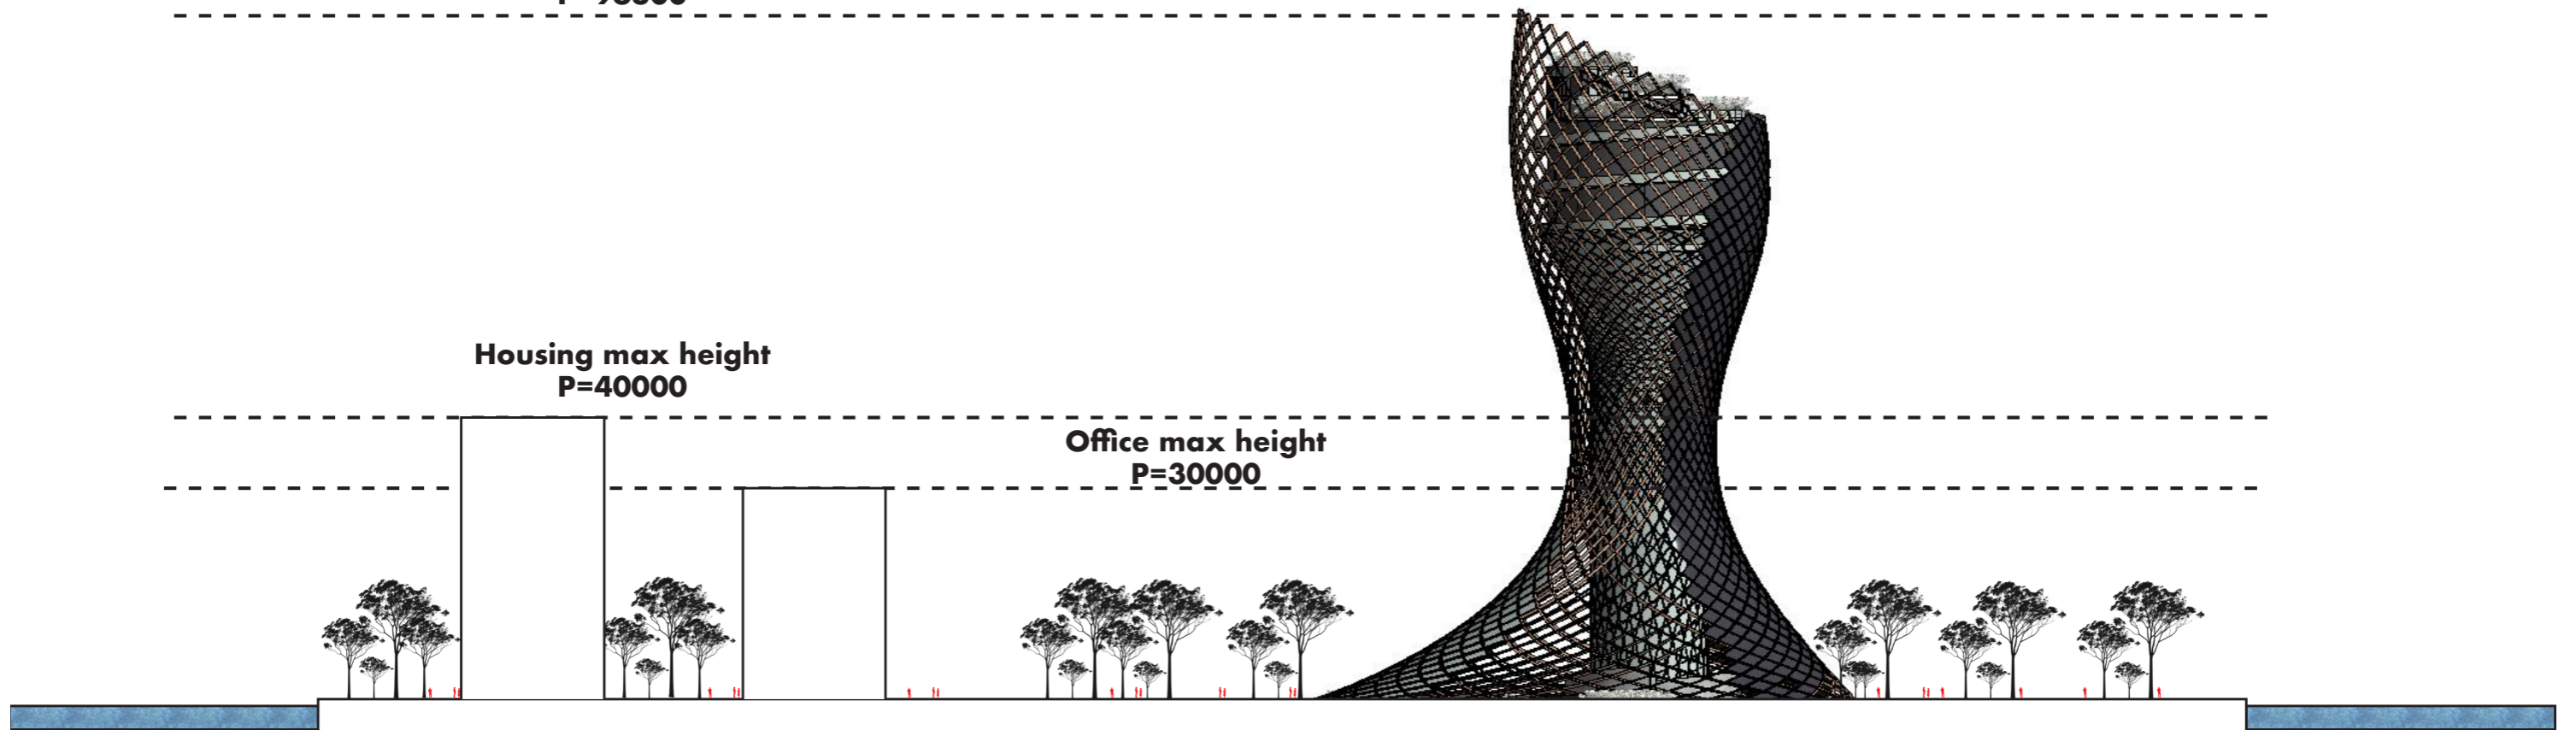 Housing max height
P=40000
Office max height
P=30000